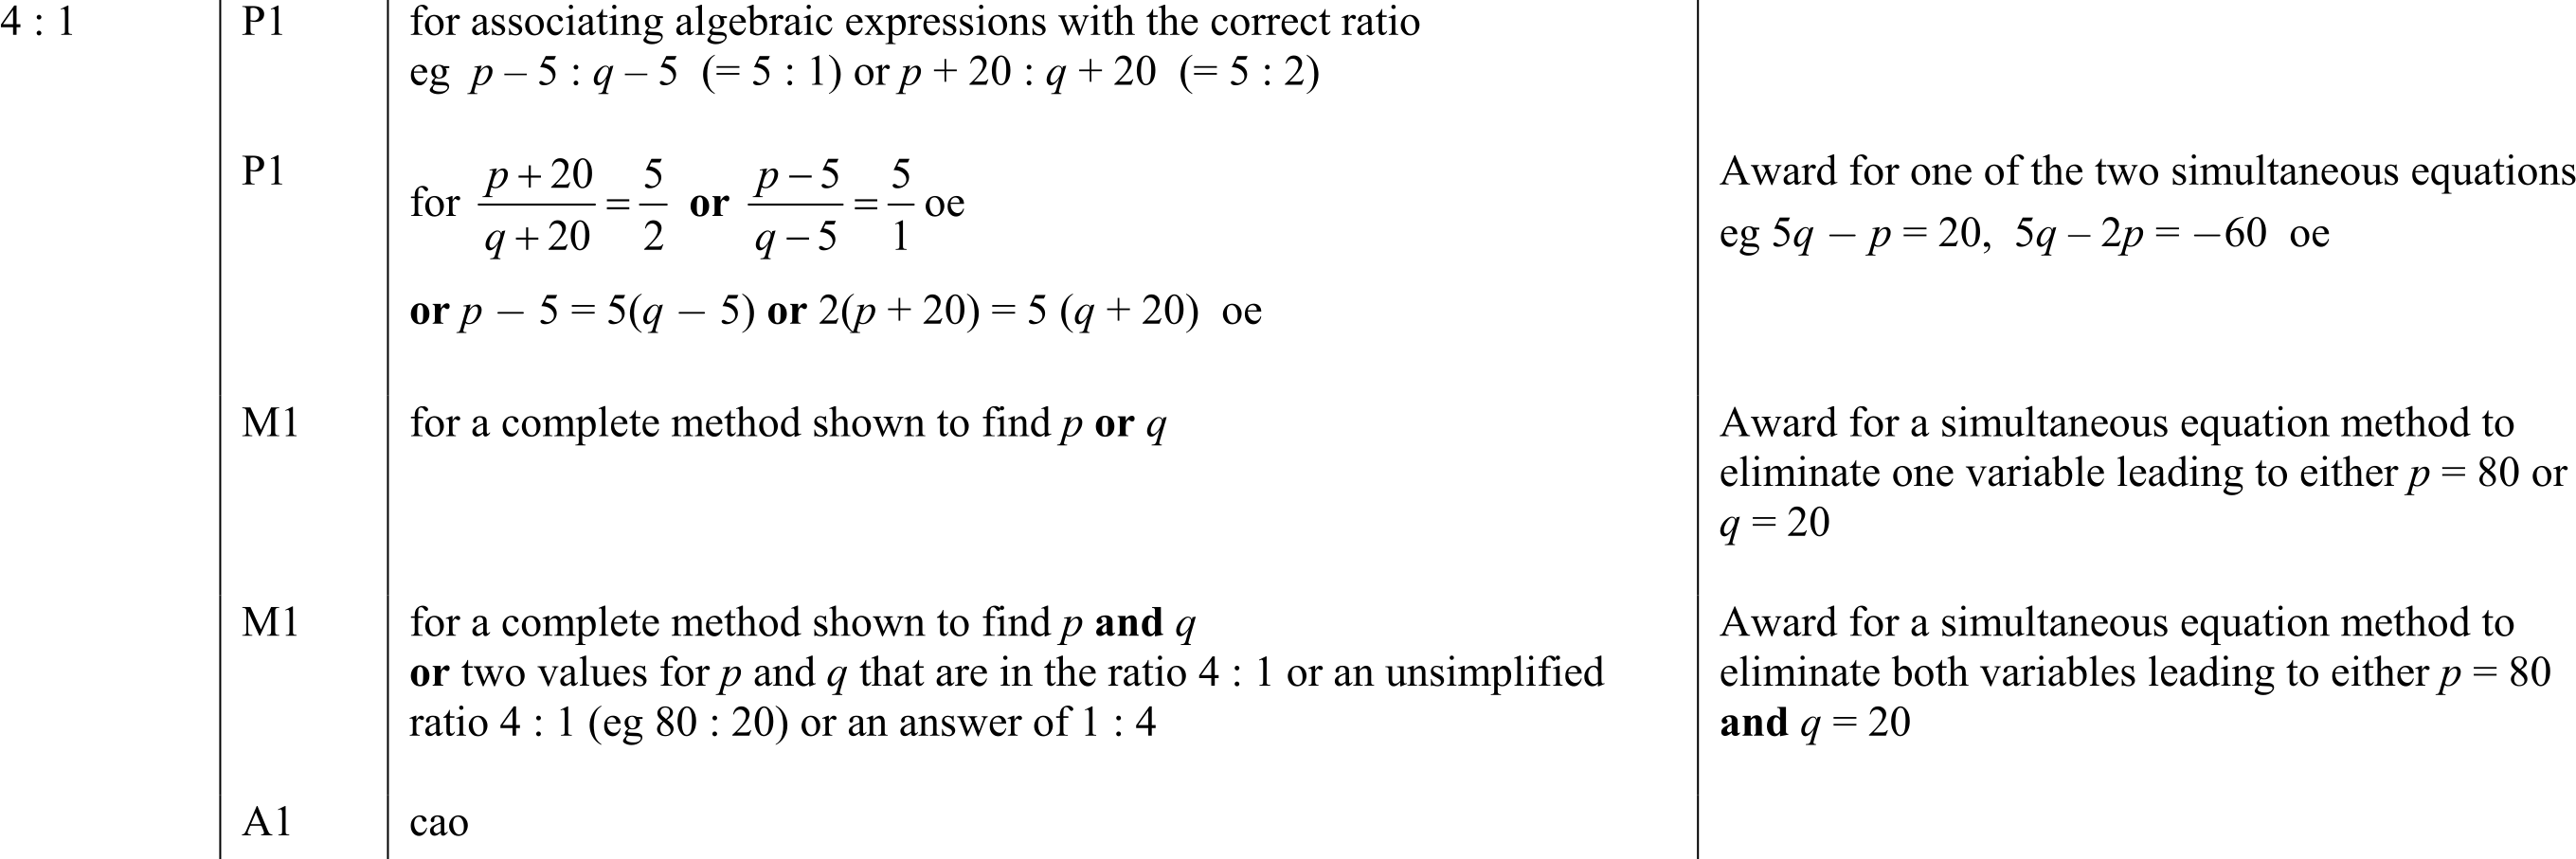 4 : 1
P1
for associating algebraic expressions with the correct ratio
eg p – 5 : q – 5 (= 5 : 1) or p + 20 : q + 20 (= 5 : 2)
P1
for (p + 20)/(q + 20) = 5/2 or (p – 5)/(q – 5) = 5/1 oe
or p − 5 = 5(q − 5) or 2(p + 20) = 5 (q + 20) oe
Award for one of the two simultaneous equations
eg 5q − p = 20, 5q – 2p = −60 oe
M1
for a complete method shown to find p or q
Award for a simultaneous equation method to
eliminate one variable leading to either p = 80 or
q = 20
M1
for a complete method shown to find p and q
or two values for p and q that are in the ratio 4 : 1 or an unsimplified
ratio 4 : 1 (eg 80 : 20) or an answer of 1 : 4
Award for a simultaneous equation method to
eliminate both variables leading to either p = 80
and q = 20
A1
cao